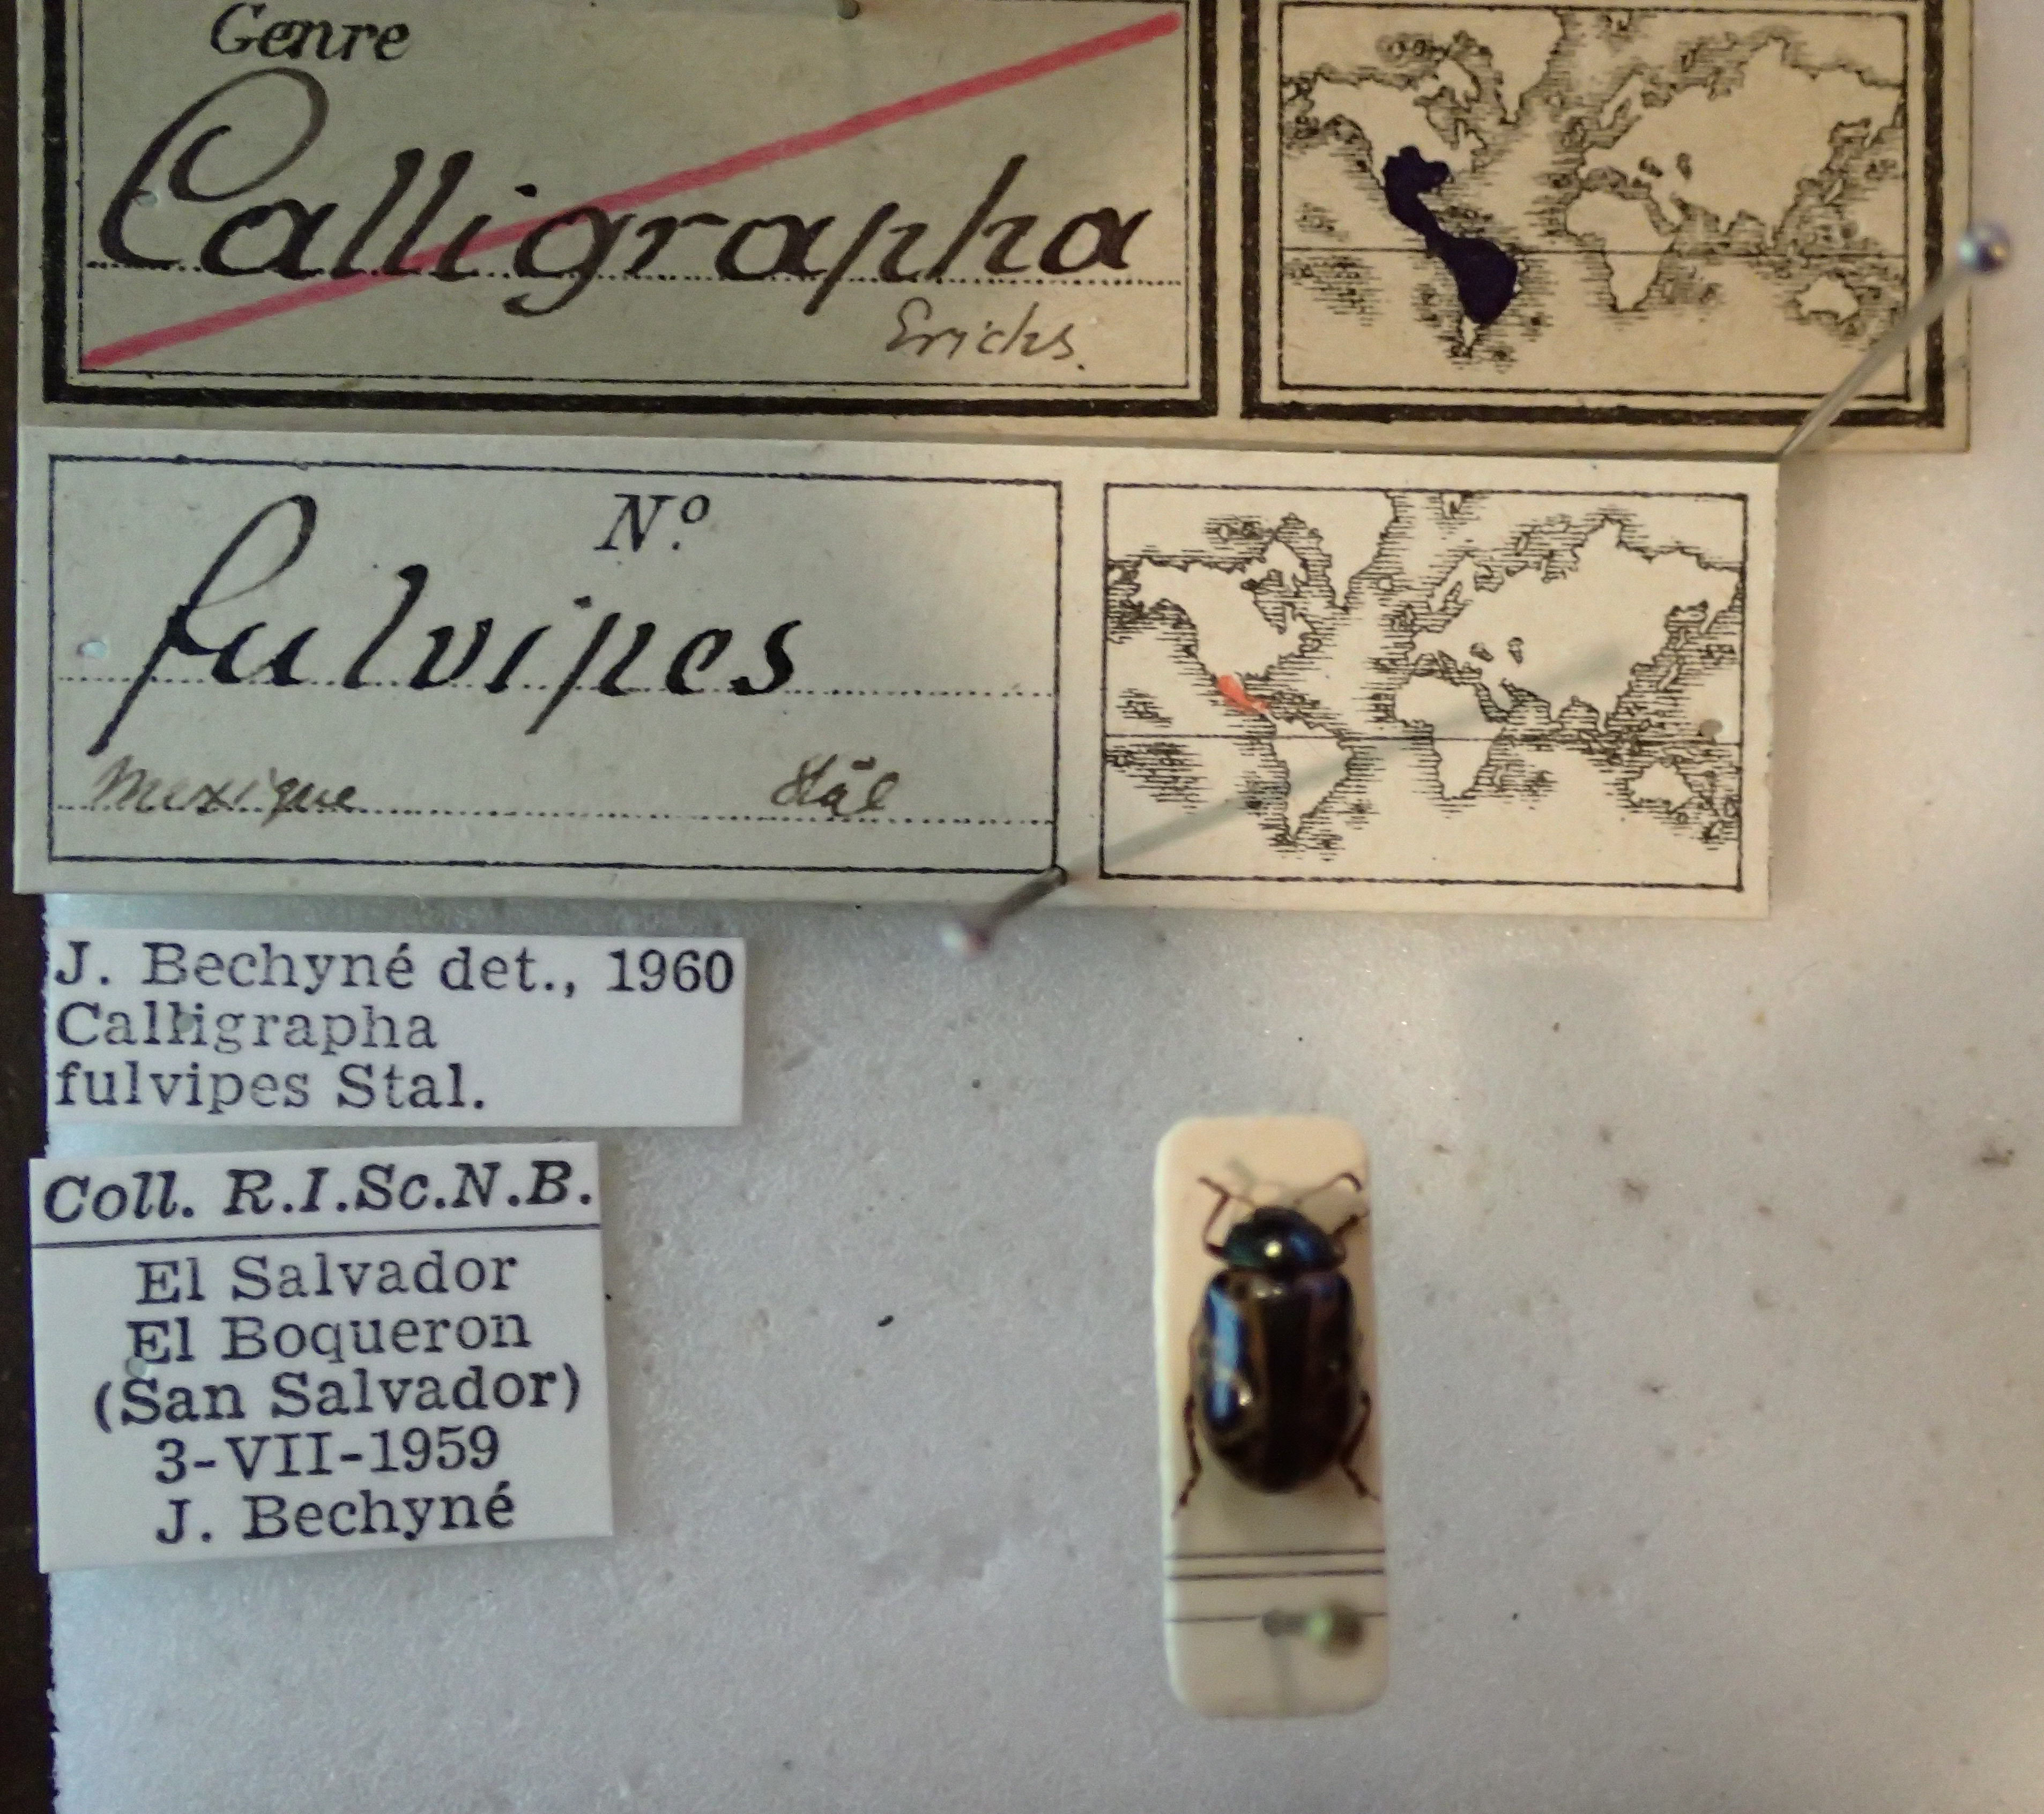 Genre
Calligrapha
Erichs.
N.º
fulvipes
Mexique Stål
J. Bechyné det., 1960
Calligrapha
fulvipes Stal.
Coll. R.I.Sc.N.B.
El Salvador
El Boqueron
(San Salvador)
3-VII-1959
J. Bechyné